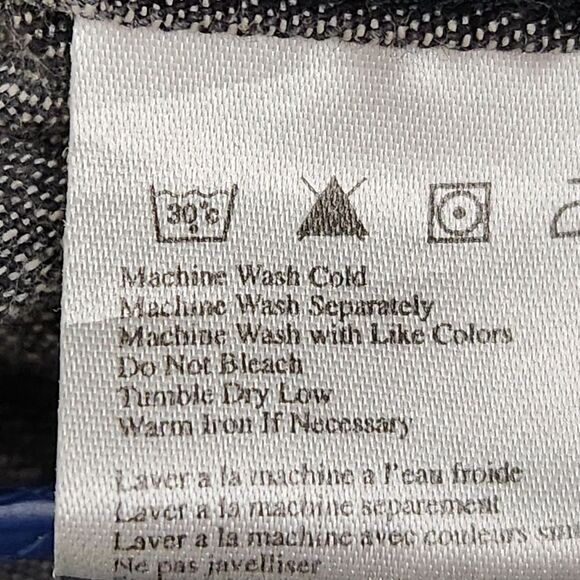 30°c
Machine Wash Cold
Machine Wash Separately
Machine Wash with Like Colors
Do Not Bleach
Tumble Dry Low
Warm Iron If Necessary
Laver a la machine a l'eau froide
Laver a la machine separement
Laver a la machine avec couleurs
Ne pas javelliser